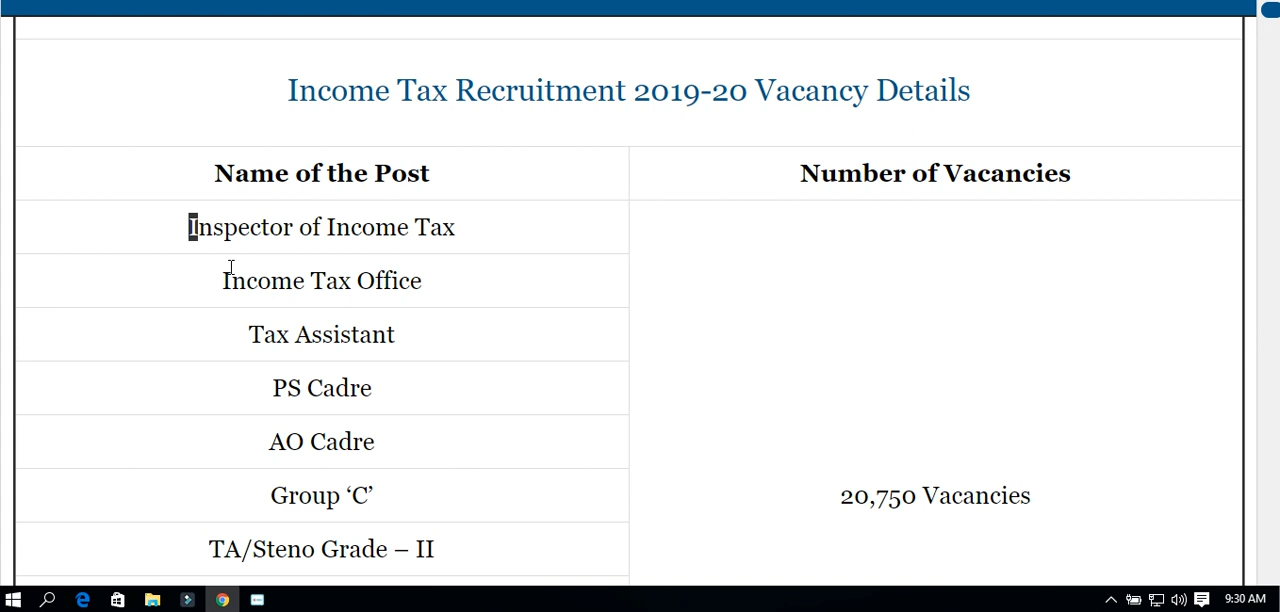 Income Tax Recruitment 2019-20 Vacancy Details
Name of the Post Number of Vacancies
Inspector of Income Tax
Income Tax Office
Tax Assistant
PS Cadre
AO Cadre
Group ‘C’ 20,750 Vacancies
TA/Steno Grade – II
9:30 AM